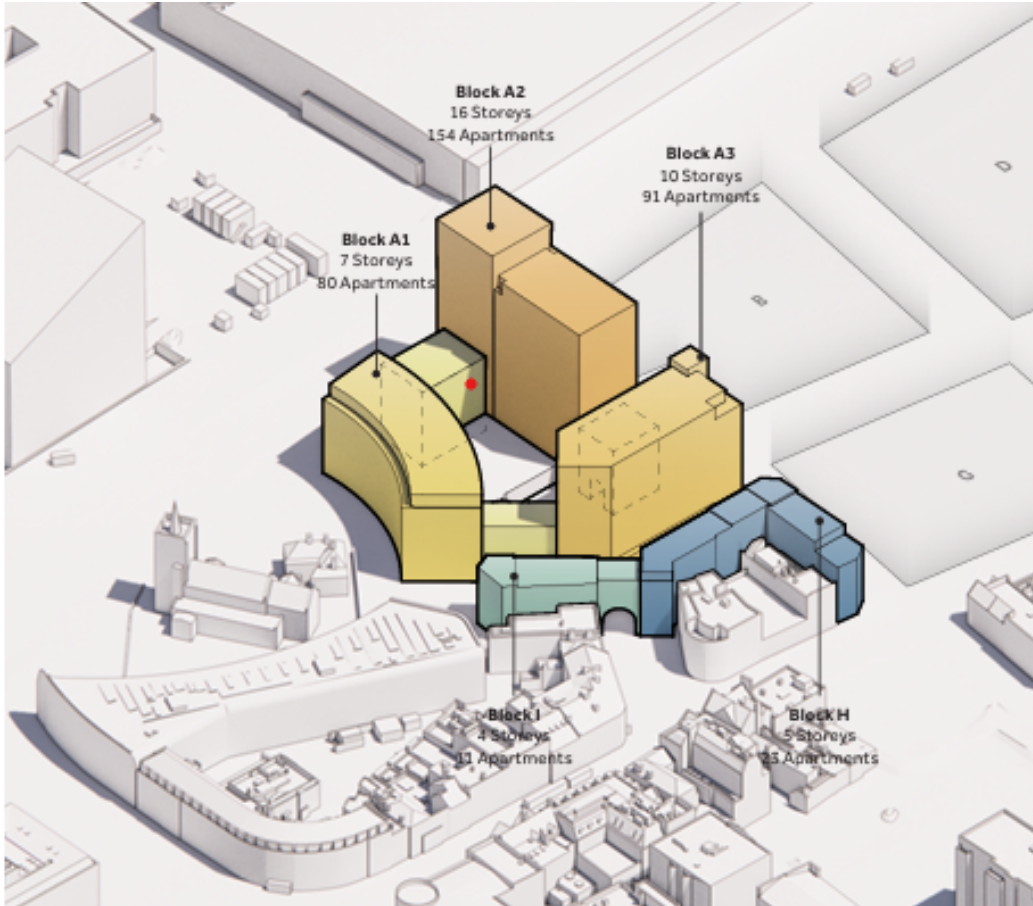 Block A2
16 Storeys
154 Apartments
Block A3
10 Storeys
91 Apartments
Block A1
7 Storeys
80 Apartments
D
B
G
Block I
4 Storeys
11 Apartments
Block H
5 Storeys
23 Apartments